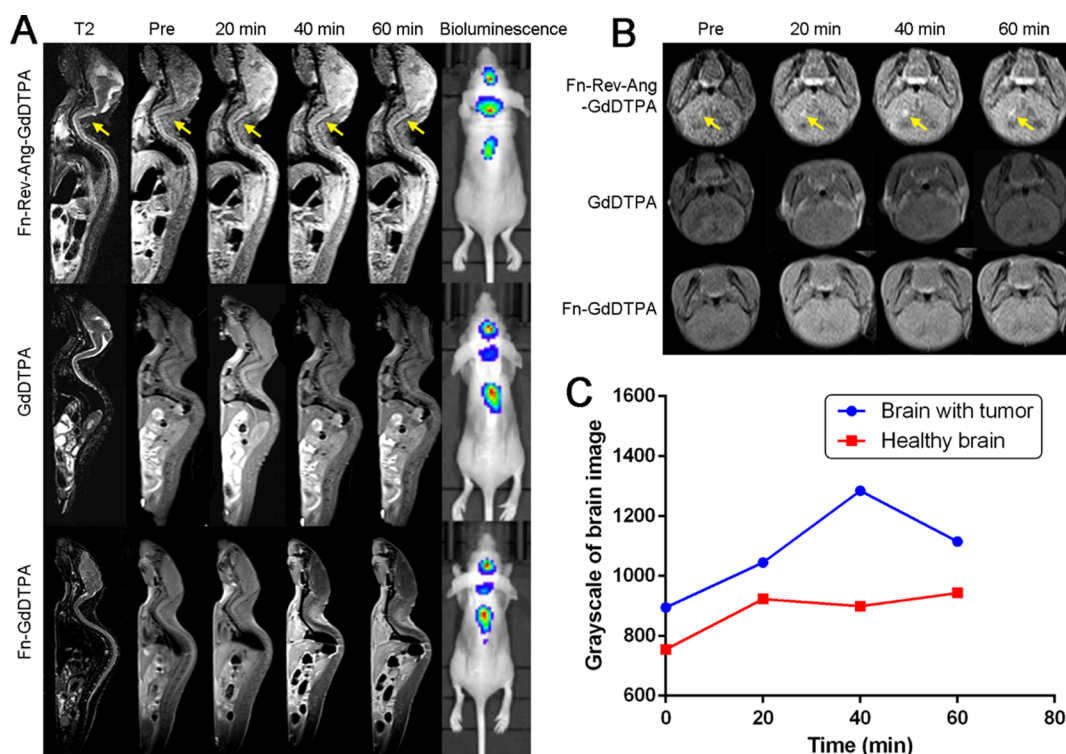 A
T2 Pre 20 min 40 min 60 min Bioluminescence
Fn-Rev-Ang-GdDTPA
GdDTPA
Fn-GdDTPA
B
Pre 20 min 40 min 60 min
Fn-Rev-Ang
-GdDTPA
GdDTPA
Fn-GdDTPA
C
Brain with tumor
Healthy brain
Grayscale of brain image
1600
1400
1200
1000
800
600
0 20 40 60 80
Time (min)